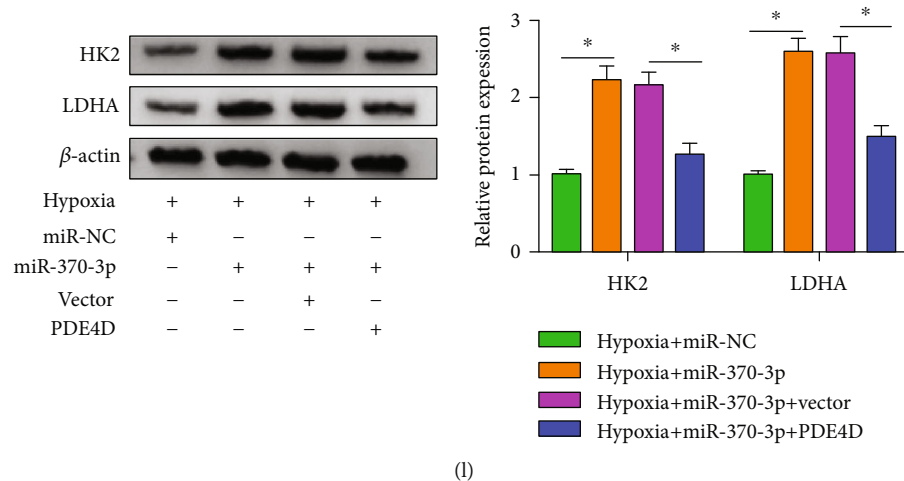 HK2
LDHA
β-actin
Hypoxia + + + +
miR-NC + − − −
miR-370-3p − + + +
Vector − − + −
PDE4D − − − +
Relative protein expession
3
2
1
0
* * * *
HK2 LDHA
Hypoxia+miR-NC
Hypoxia+miR-370-3p
Hypoxia+miR-370-3p+vector
Hypoxia+miR-370-3p+PDE4D
(l)